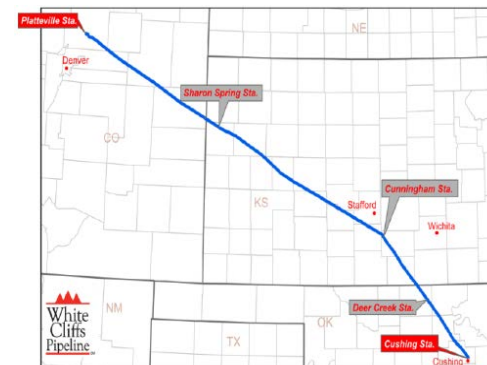 Platteville Sta.
NE
Denver
Sharon Spring Sta.
CO
KS
Stafford
Cunningham Sta.
Wichita
Deer Creek Sta.
NM
OK
TX
White
Cliffs
Pipeline
Cushing Sta.
Cushing